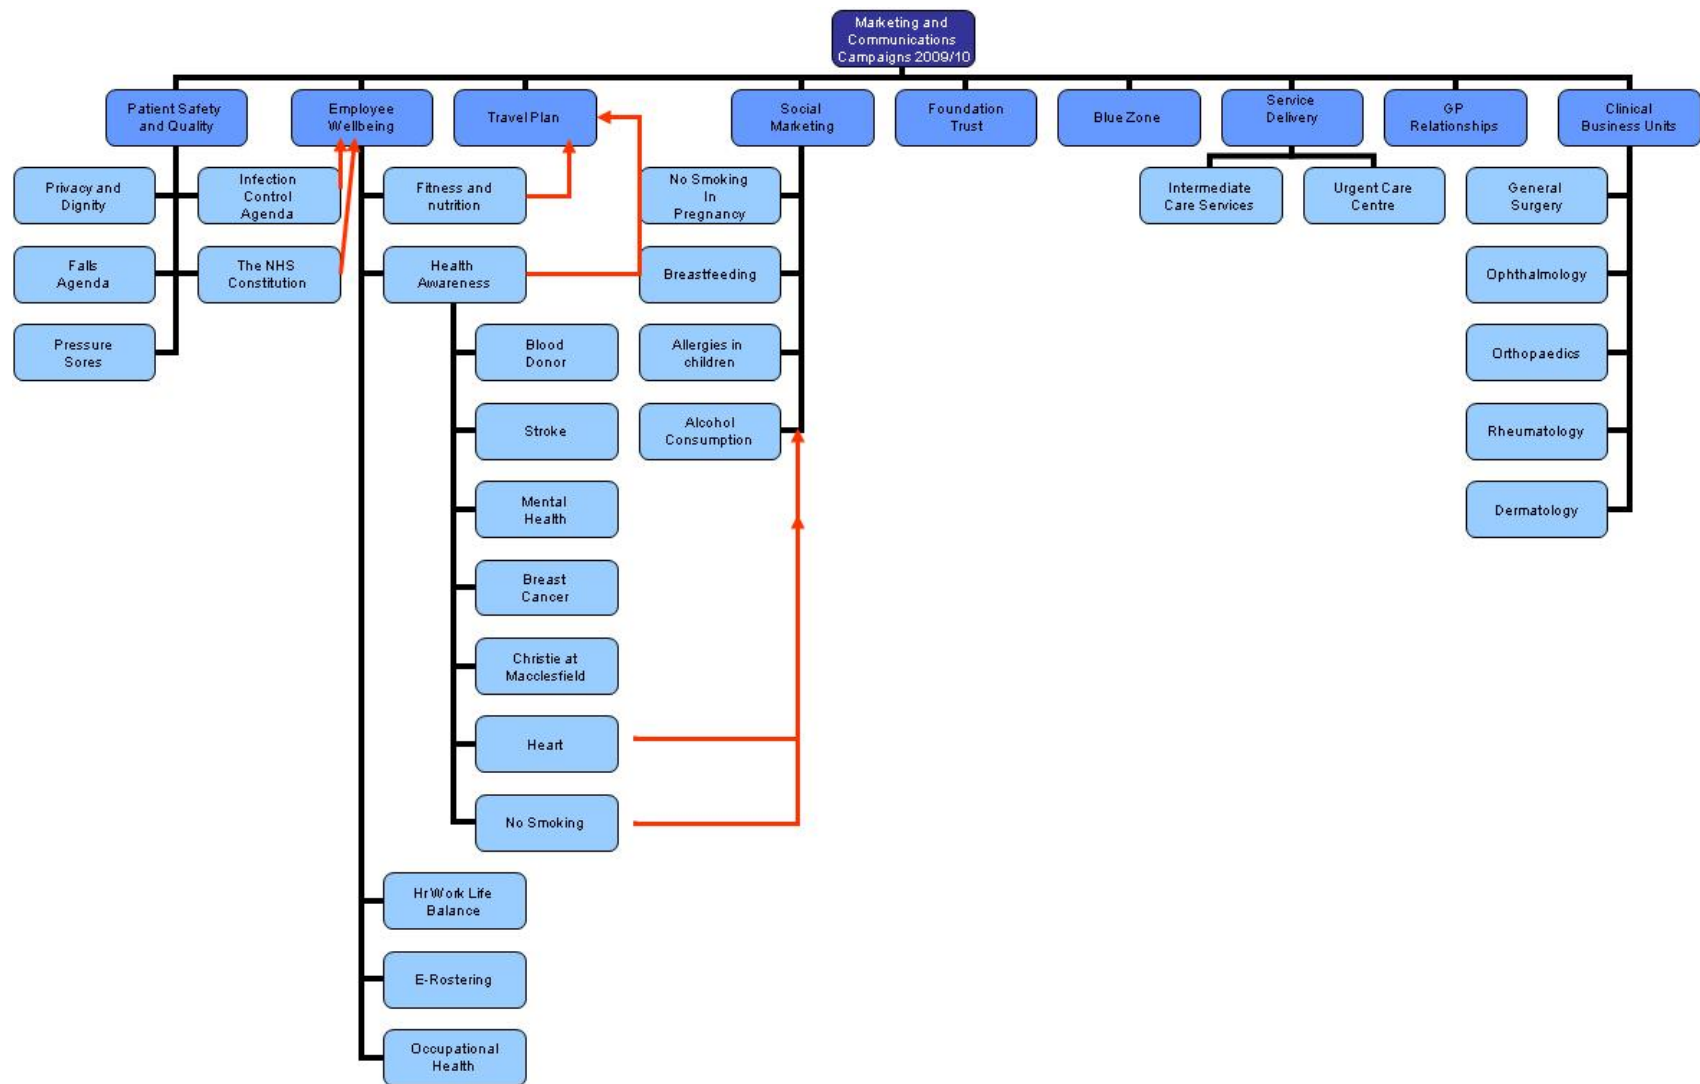 Marketing and
Communications
Campaigns 2009/10
Patient Safety
and Quality
Employee
Wellbeing
Travel Plan
Social
Marketing
Foundation
Trust
Blue Zone
Service
Delivery
GP
Relationships
Clinical
Business Units
Privacy and
Dignity
Infection
Control
Agenda
Falls
Agenda
The NHS
Constitution
Pressure
Sores
Fitness and
nutrition
Health
Awareness
Blood
Donor
Stroke
Mental
Health
Breast
Cancer
Christie at
Macclesfield
Heart
No Smoking
Hr Work Life
Balance
E-Rostering
Occupational
Health
No Smoking
In
Pregnancy
Breastfeeding
Allergies in
children
Alcohol
Consumption
Intermediate
Care Services
Urgent Care
Centre
General
Surgery
Ophthalmology
Orthopaedics
Rheumatology
Dermatology